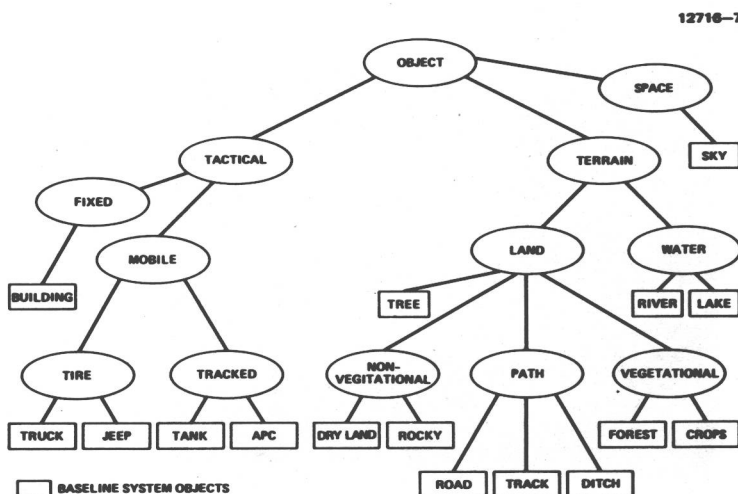 12716-7
OBJECT
SPACE
TACTICAL
TERRAIN
SKY
FIXED
LAND
WATER
MOBILE
BUILDING
TREE
RIVER
LAKE
TIRE
TRACKED
NON-
VEGITATIONAL
PATH
VEGETATIONAL
TRUCK
JEEP
TANK
APC
DRY LAND
ROCKY
FOREST
CROPS
ROAD
TRACK
DITCH
BASELINE SYSTEM OBJECTS